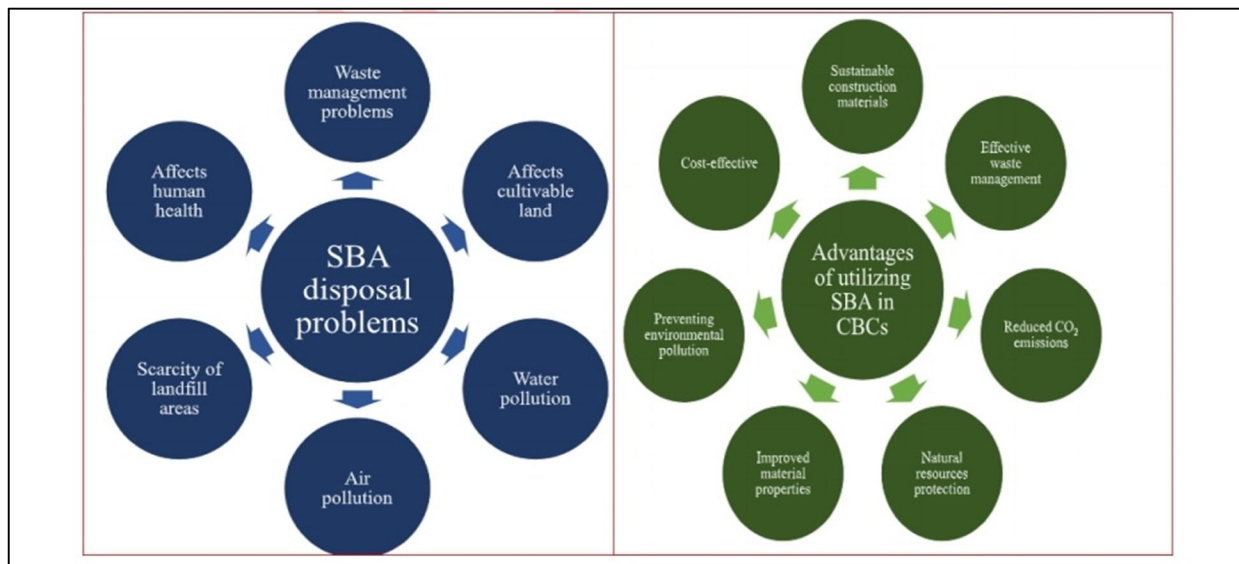 Waste
management
problems
Affects
cultivable
land
Water
pollution
Air
pollution
Scarcity of
landfill
areas
Affects
human
health
SBA
disposal
problems
Sustainable
construction
materials
Effective
waste
management
Reduced CO₂
emissions
Natural
resources
protection
Improved
material
properties
Preventing
environmental
pollution
Cost-effective
Advantages
of utilizing
SBA in
CBCs